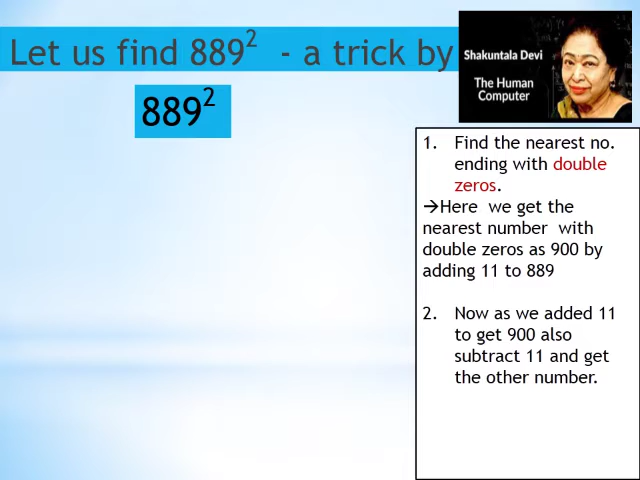 Let us find 889² - a trick by
Shakuntala Devi
The Human
Computer
889²
1. Find the nearest no.
ending with double
zeros.
→Here we get the
nearest number with
double zeros as 900 by
adding 11 to 889
2. Now as we added 11
to get 900 also
subtract 11 and get
the other number.